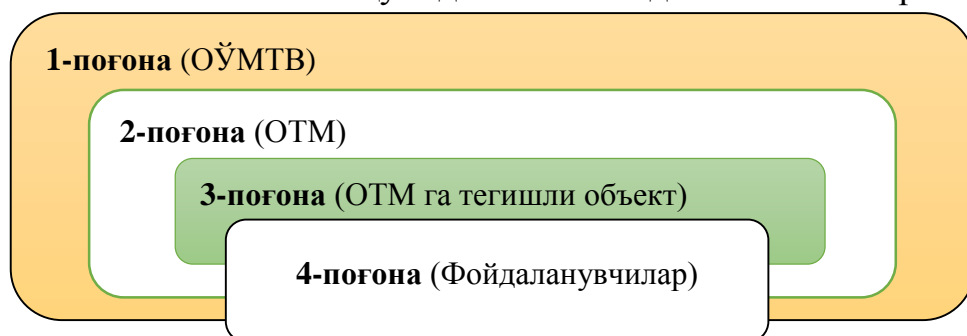 1-поғона (ОЎМТВ)
2-поғона (ОТМ)
3-поғона (ОТМ га тегишли объект)
4-поғона (Фойдаланувчилар)